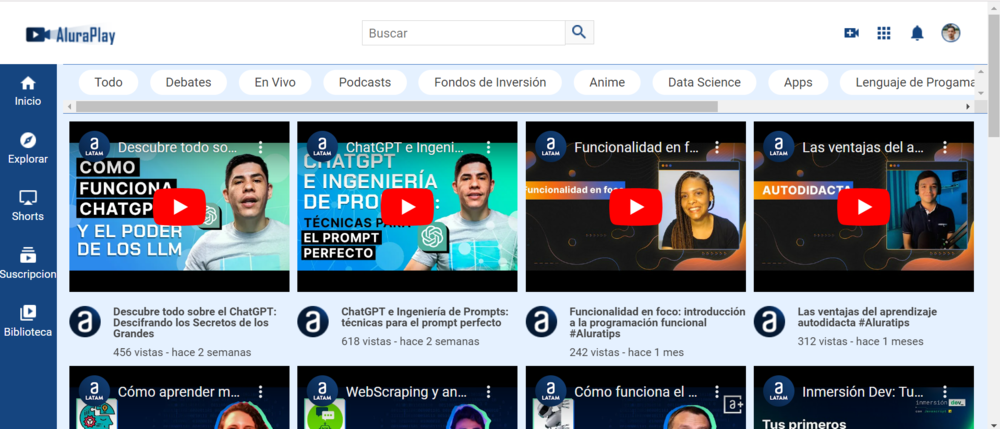 AluraPlay
Buscar
Todo
Debates
En Vivo
Podcasts
Fondos de Inversión
Anime
Data Science
Apps
Lenguaje de Progama
Inicio
Explorar
Shorts
Suscripcion
Biblioteca
a LATAM
Descubre todo so...
CÓMO
FUNCIONA
CHATGP
Y EL PODER
DE LOS LLM
Descubre todo sobre el ChatGPT:
Descifrando los Secretos de los
Grandes
456 vistas - hace 2 semanas
a LATAM
ChatGPT e Ingeni...
CHATGPT
E INGENIERÍA
DE PRO :
TÉCNICAS PARA
EL PROMPT
PERFECTO
ChatGPT e Ingeniería de Prompts:
técnicas para el prompt perfecto
618 vistas - hace 2 semanas
a LATAM
Funcionalidad en f...
Funcionalidad en foco:
Funcionalidad en foco: introducción
a la programación funcional
#Aluratips
242 vistas - hace 1 mes
a LATAM
Las ventajas del a...
AUTODIDACTA
Las ventajas del aprendizaje
autodidacta #Aluratips
312 vistas - hace 1 meses
a LATAM
Cómo aprender m...
a LATAM
WebScraping y an...
a LATAM
Cómo funciona el ...
a+
a LATAM
Inmersión Dev: Tu...
inmersión
dev_
Tus primeros